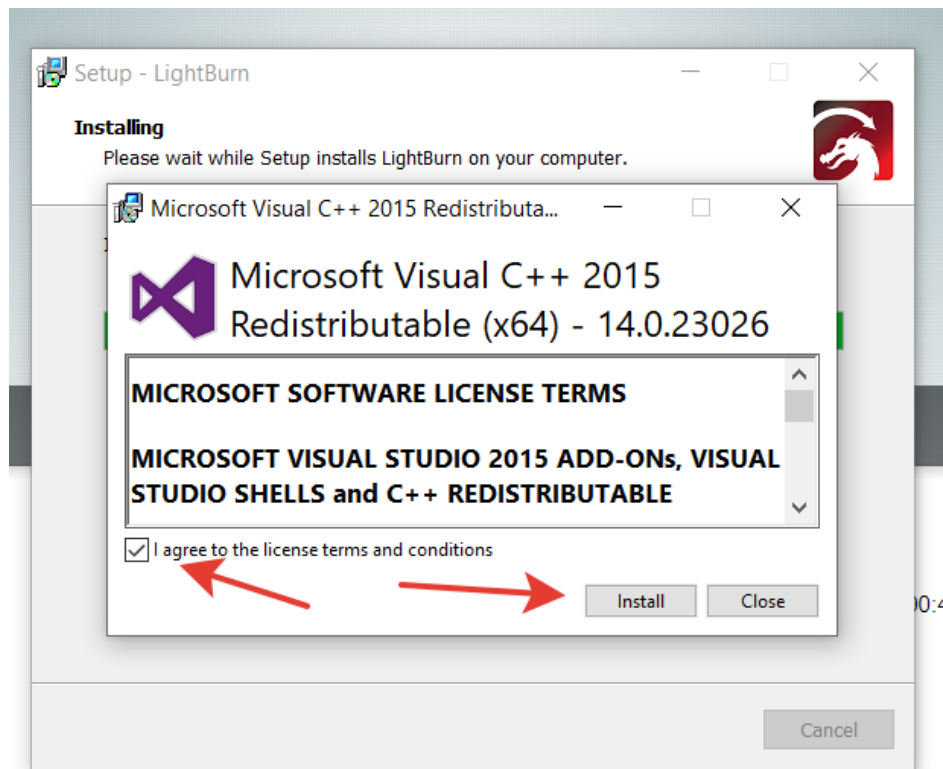 Setup - LightBurn
Installing
Please wait while Setup installs LightBurn on your computer.
Microsoft Visual C++ 2015 Redistributa...
Microsoft Visual C++ 2015
Redistributable (x64) - 14.0.23026
MICROSOFT SOFTWARE LICENSE TERMS
MICROSOFT VISUAL STUDIO 2015 ADD-ONs, VISUAL
STUDIO SHELLS and C++ REDISTRIBUTABLE
I agree to the license terms and conditions
Install
Close
Cancel